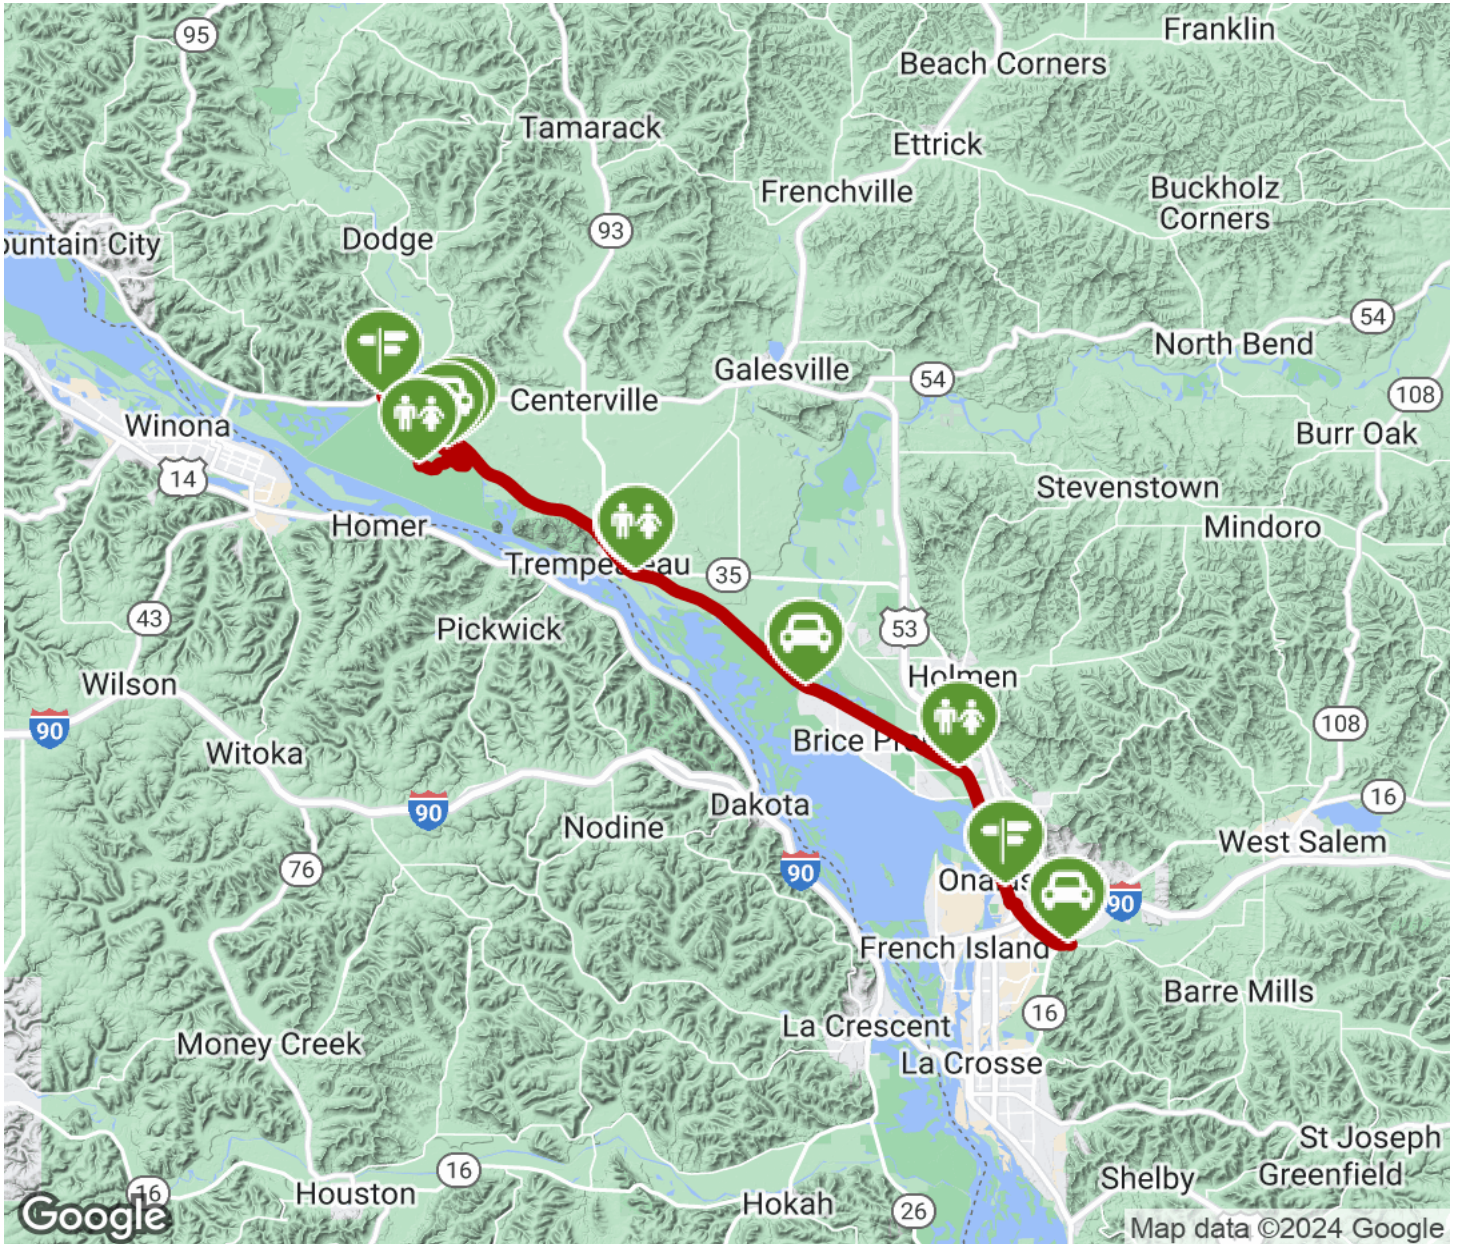 95
Franklin
Beach Corners
Tamarack
Ettrick
Frenchville
Buckholz
Corners
93
Dodge
ountain City
54
North Bend
Galesville
54
108
Centerville
Winona
Burr Oak
14
Stevenstown
Homer
Mindoro
35
43
Pickwick
53
Holmen
Wilson
90
108
Witoka
Brice
90
Dakota
16
Nodine
West Salem
76
90
90
French Island
Barre Mills
16
La Crescent
Money Creek
La Crosse
St Joseph
16
Greenfield
Shelby
16
Houston
Hokah
26
Google
Map data ©2024 Google